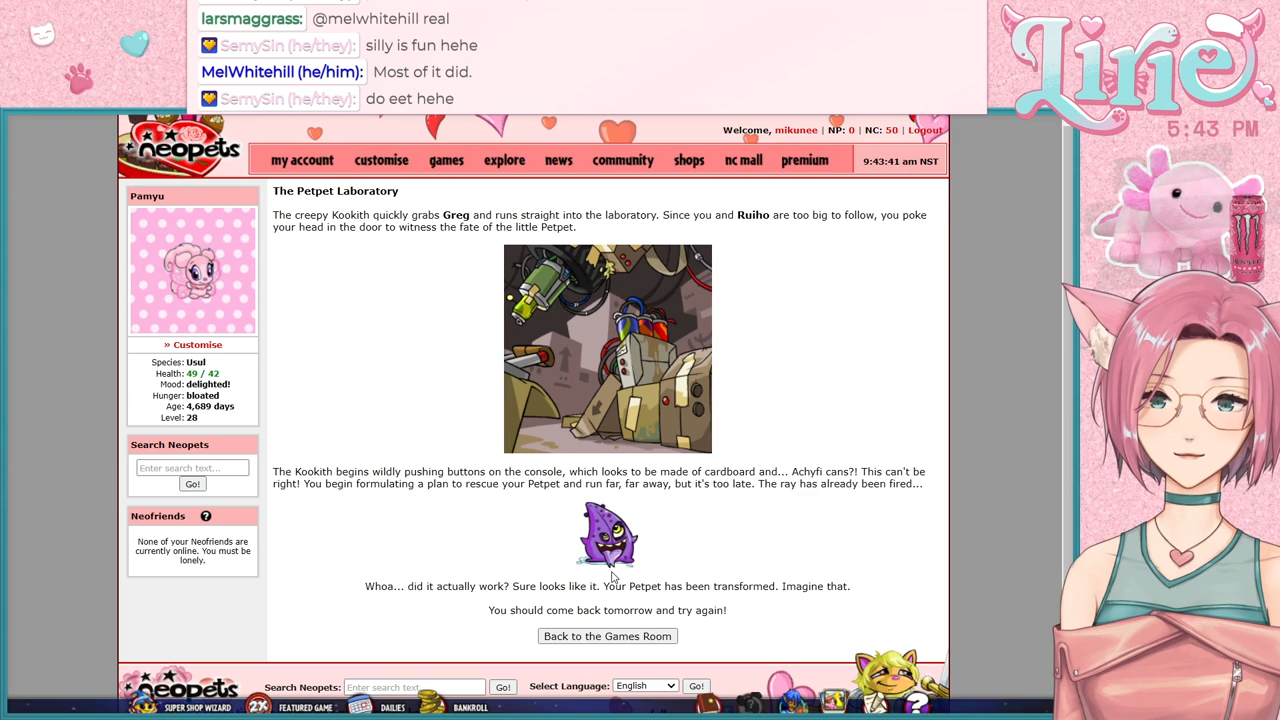 larsmaggrass: @melwhitehill real
SemySin (he/they): silly is fun hehe
MelWhitehill (he/him): Most of it did.
SemySin (he/they): do eet hehe
Lirie
5:43 PM
neopets
Welcome, mikunee | NP: 0 | NC: 50 | Logout
my account customise games explore news community shops nc mall premium
9:43:41 am NST
Pamyu
» Customise
Species: Usul
Health: 49 / 42
Mood: delighted!
Hunger: bloated
Age: 4,689 days
Level: 28
Search Neopets
Enter search text...
Go!
Neofriends ?
None of your Neofriends are
currently online. You must be
lonely.
The Petpet Laboratory
The creepy Kookith quickly grabs Greg and runs straight into the laboratory. Since you and Ruiho are too big to follow, you poke
your head in the door to witness the fate of the little Petpet.
The Kookith begins wildly pushing buttons on the console, which looks to be made of cardboard and... Achyfi cans?! This can't be
right! You begin formulating a plan to rescue your Petpet and run far, far away, but it's too late. The ray has already been fired...
Whoa... did it actually work? Sure looks like it. Your Petpet has been transformed. Imagine that.
You should come back tomorrow and try again!
Back to the Games Room
neopets
Search Neopets: Enter search text... Go! Select Language: English Go!
SUPER SHOP WIZARD 2X FEATURED GAME DAILIES BANKROLL ?